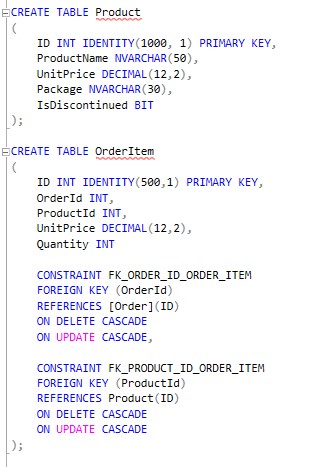 CREATE TABLE Product
(
    ID INT IDENTITY(1000, 1) PRIMARY KEY,
    ProductName NVARCHAR(50),
    UnitPrice DECIMAL(12,2),
    Package NVARCHAR(30),
    IsDiscontinued BIT
);
CREATE TABLE OrderItem
(
    ID INT IDENTITY(500,1) PRIMARY KEY,
    OrderId INT,
    ProductId INT,
    UnitPrice DECIMAL(12,2),
    Quantity INT
    CONSTRAINT FK_ORDER_ID_ORDER_ITEM
    FOREIGN KEY (OrderId)
    REFERENCES [Order](ID)
    ON DELETE CASCADE
    ON UPDATE CASCADE,
    CONSTRAINT FK_PRODUCT_ID_ORDER_ITEM
    FOREIGN KEY (ProductId)
    REFERENCES Product(ID)
    ON DELETE CASCADE
    ON UPDATE CASCADE
);